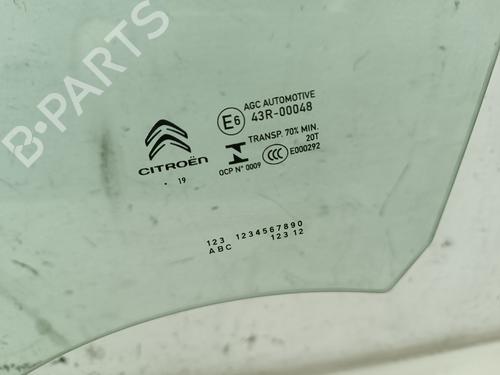 B-PARTS
AGC AUTOMOTIVE
E6 43R-00048
CITROËN
TRANSP. 70% MIN.
20T
OCP N° 0009 CCC E000292
. 19
123 1234567890
ABC 123 12